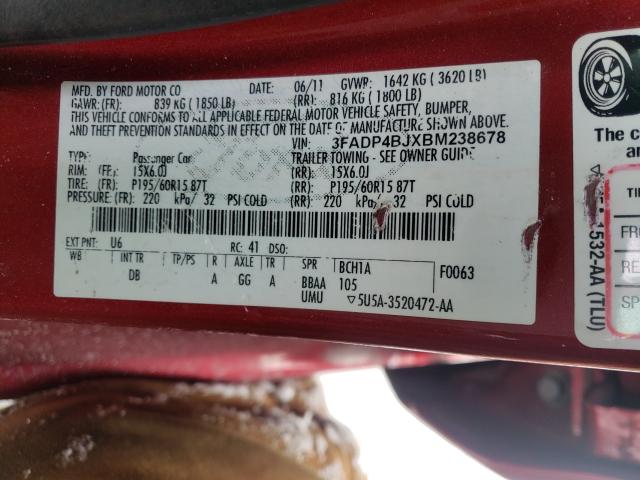 MFD. BY FORD MOTOR CO
DATE: 06/11 GVWR: 1642 KG ( 3620 LB)
GAWR: (FR): 839 KG ( 1850 LB) (RR): 816 KG ( 1800 LB)
THIS VEHICLE CONFORMS TO ALL APPLICABLE FEDERAL MOTOR VEHICLE SAFETY, BUMPER,
AND THEFT PREVENTION STANDARDS IN EFFECT ON THE DATE OF MANUFACTURE SHOWN ABOVE.
VIN: 3FADP4BJXBM238678
TYPE: Passenger Car TRAILER TOWING - SEE OWNER GUIDE
RIM: 15X6.0J (RR): 15X6.0J
TIRE: (FR): P195/60R15 87T (RR): P195/60R15 87T
PRESSURE: (FR): 220 kPa/ 32 PSI COLD (RR): 220 kPa/ 32 PSI COLD
EXT PNT: U6 RC: 41 DSO:
WB INT TR TP/PS R AXLE TR SPR BCH1A F0063
DB A GG A BBAA 105
UMU ▽5U5A-3520472-AA
The c
TIR
FRO
RE
SP
1532-AA (TLU)